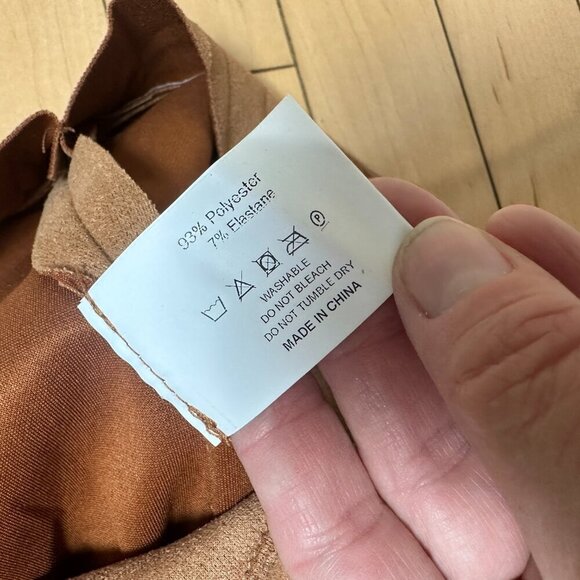 93% Polyester
7% Elastane
P
WASHABLE
DO NOT BLEACH
DO NOT TUMBLE DRY
MADE IN CHINA